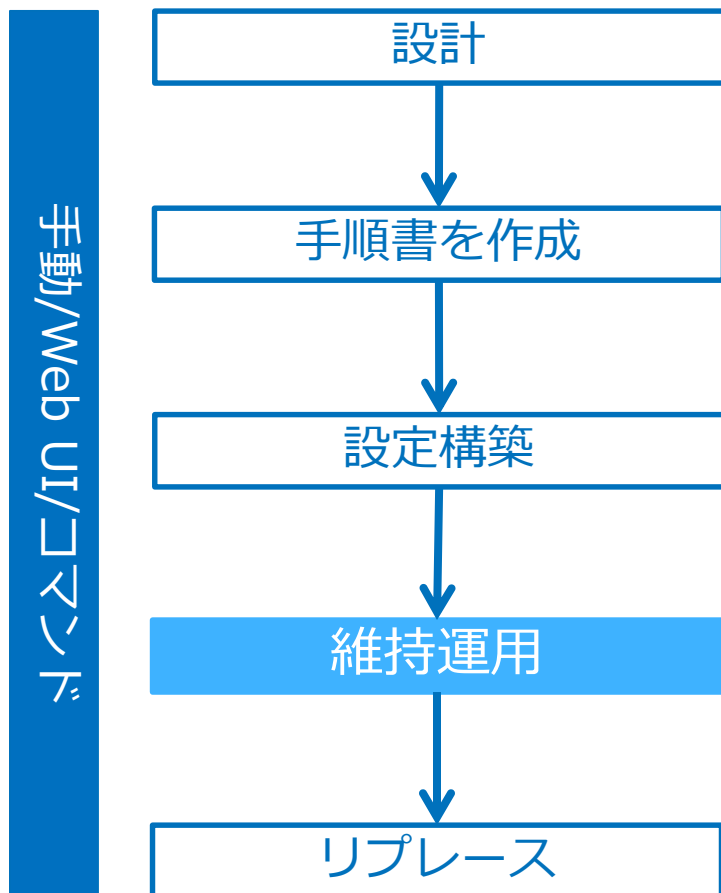 手動/Web UI/コマンド
設計
手順書を作成
設定構築
維持運用
リプレース